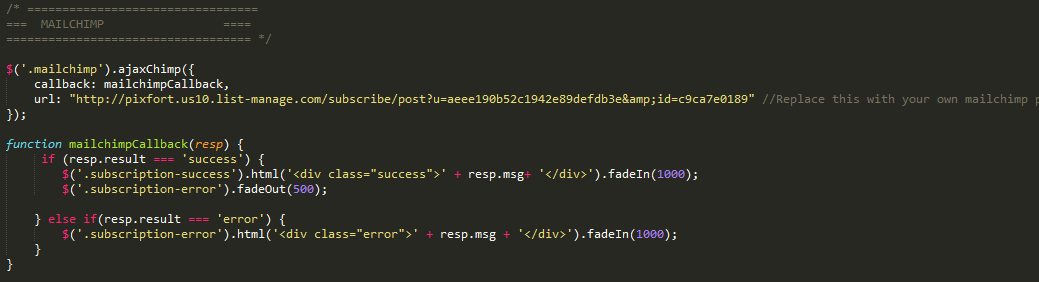 /* =================================
===  MAILCHIMP                 ====
=================================== */
$('.mailchimp').ajaxChimp({
    callback: mailchimpCallback,
    url: "http://pixfort.us10.list-manage.com/subscribe/post?u=aeee190b52c1942e89defdb3e&amp;id=c9ca7e0189" //Replace this with your own mailchimp p
});
function mailchimpCallback(resp) {
     if (resp.result === 'success') {
        $('.subscription-success').html('<div class="success">' + resp.msg+ '</div>').fadeIn(1000);
        $('.subscription-error').fadeOut(500);
    } else if(resp.result === 'error') {
        $('.subscription-error').html('<div class="error">' + resp.msg + '</div>').fadeIn(1000);
    }
}